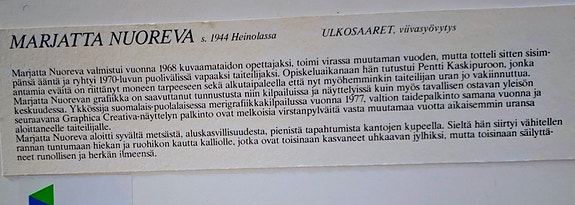 MARJATTA NUOREVA s. 1944 Heinolassa ULKOSAARET, viivasyövytys
Marjatta Nuoreva valmistui vuonna 1968 kuvaamataidon opettajaksi, toimi virassa muutaman vuoden, mutta totteli sitten sisim-
pänsä ääntä ja ryhtyi 1970-luvun puolivälissä vapaaksi taiteilijaksi. Opiskeluaikanaan hän tutustui Pentti Kaskipuroon, jonka
antamia eväitä on riittänyt moneen tarpeeseen sekä alkutaipaleella että nyt myöhemminkin taiteilijan uran jo vakiinnuttua.
Marjatta Nuorevan grafiikka on saavuttanut tunnustusta niin kilpailuissa ja näyttelyissä kuin myös tavallisen ostavan yleisön
keskuudessa. Ykkössija suomalais-puolalaisessa merigrafiikkakilpailussa vuonna 1977, valtion taidepalkinto samana vuonna ja
seuraavana Graphica Creativa-näyttelyn palkinto ovat melkoisia virstanpylväitä vasta muutamaa vuotta aikaisemmin uransa
aloittaneelle taiteilijalle.
Marjatta Nuoreva aloitti syvältä metsästä, aluskasvillisuudesta, pienistä tapahtumista kantojen kupeella. Sieltä hän siirtyi vähitellen
rannan tuntumaan hiekan ja ruohikon kautta kalliolle, jotka ovat toisinaan kasvaneet uhkaavan jylhiksi, mutta toisinaan säilyttä-
neet runollisen ja herkän ilmeensä.